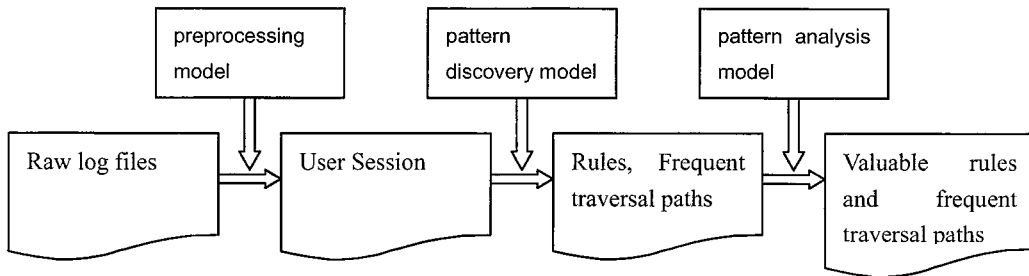 preprocessing
model
pattern
discovery model
pattern analysis
model
Raw log files
User Session
Rules, Frequent
traversal paths
Valuable rules
and frequent
traversal paths